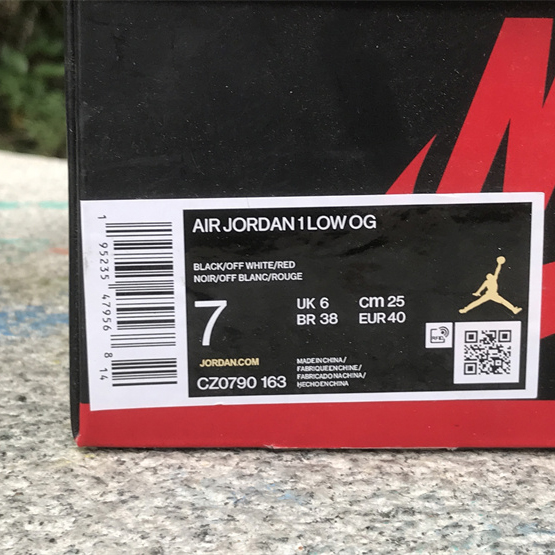 AIR JORDAN 1 LOW OG
BLACK/OFF WHITE/RED
NOIR/OFF BLANC/ROUGE
7
UK 6 cm 25
BR 38 EUR 40
JORDAN.COM
CZ0790 163
MADE IN CHINA/
FABRIQUE EN CHINE/
FABRICADO NA CHINA/
HECHO EN CHINA
RFID
1 95235 47956 8 14